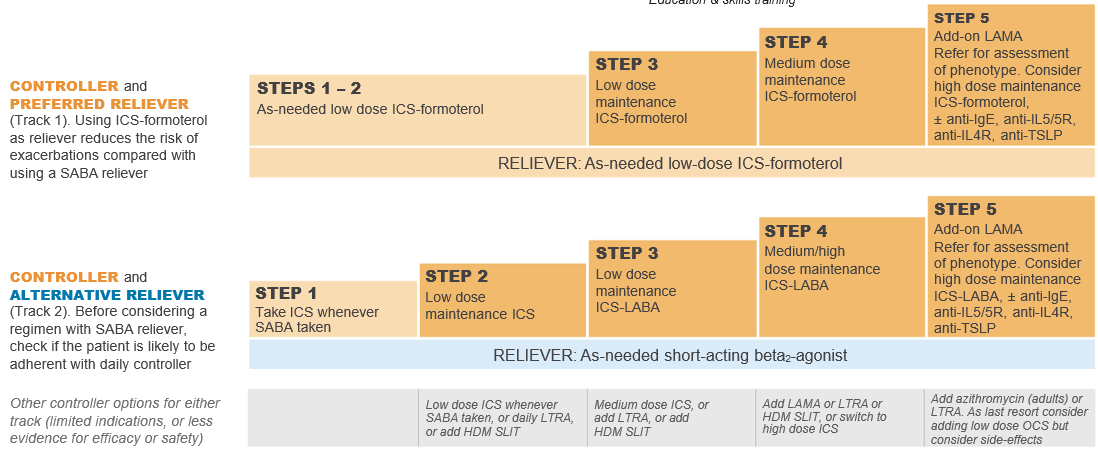 Education & skills training
CONTROLLER and
PREFERRED RELIEVER
(Track 1). Using ICS-formoterol
as reliever reduces the risk of
exacerbations compared with
using a SABA reliever
STEPS 1 – 2
As-needed low dose ICS-formoterol
STEP 3
Low dose
maintenance
ICS-formoterol
STEP 4
Medium dose
maintenance
ICS-formoterol
STEP 5
Add-on LAMA
Refer for assessment
of phenotype. Consider
high dose maintenance
ICS-formoterol,
± anti-IgE, anti-IL5/5R,
anti-IL4R, anti-TSLP
RELIEVER: As-needed low-dose ICS-formoterol
CONTROLLER and
ALTERNATIVE RELIEVER
(Track 2). Before considering a
regimen with SABA reliever,
check if the patient is likely to be
adherent with daily controller
STEP 1
Take ICS whenever
SABA taken
STEP 2
Low dose
maintenance ICS
STEP 3
Low dose
maintenance
ICS-LABA
STEP 4
Medium/high
dose maintenance
ICS-LABA
STEP 5
Add-on LAMA
Refer for assessment
of phenotype. Consider
high dose maintenance
ICS-LABA, ± anti-IgE,
anti-IL5/5R, anti-IL4R,
anti-TSLP
RELIEVER: As-needed short-acting beta₂-agonist
Other controller options for either
track (limited indications, or less
evidence for efficacy or safety)
Low dose ICS whenever
SABA taken, or daily LTRA,
or add HDM SLIT
Medium dose ICS, or
add LTRA, or add
HDM SLIT
Add LAMA or LTRA or
HDM SLIT, or switch to
high dose ICS
Add azithromycin (adults) or
LTRA. As last resort consider
adding low dose OCS but
consider side-effects